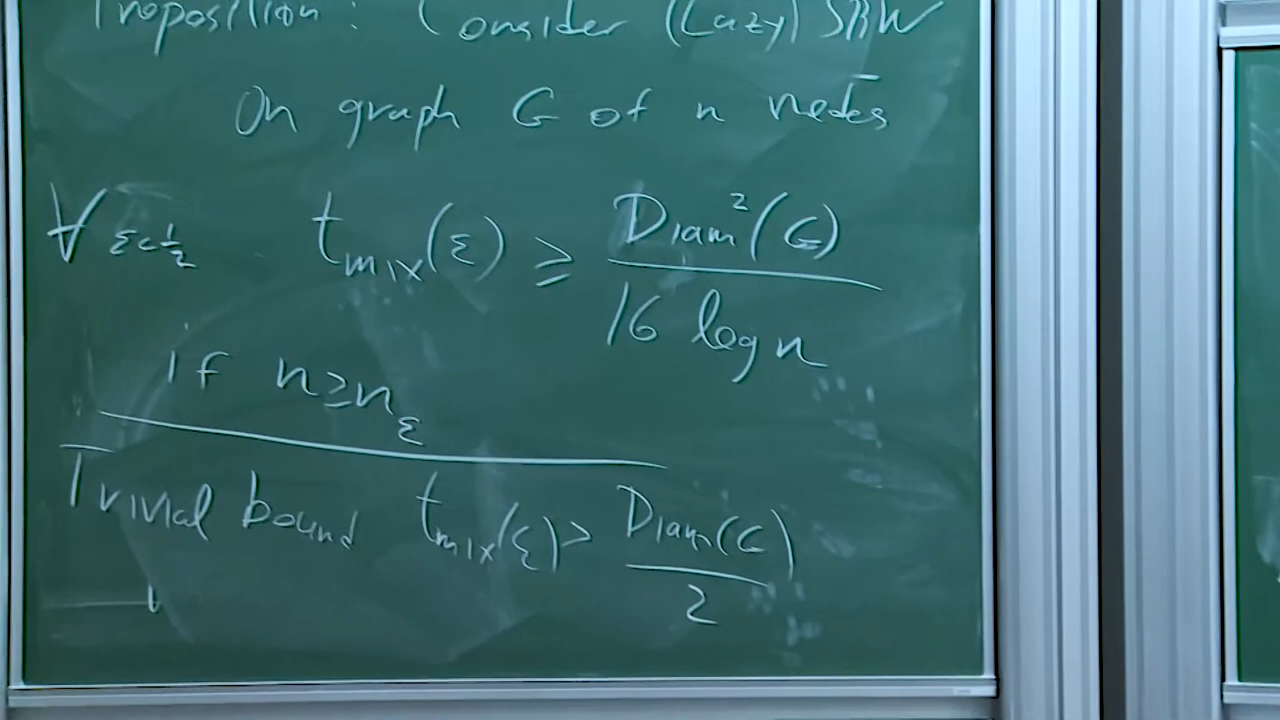 Proposition: Consider (Lazy) SRW
On graph G of n nodes
∀ ε<½ t_mix(ε) ≥ Diam²(G) / 16 log n
if n≥n_ε
Trivial bound t_mix(ε) > Diam(G) / 2